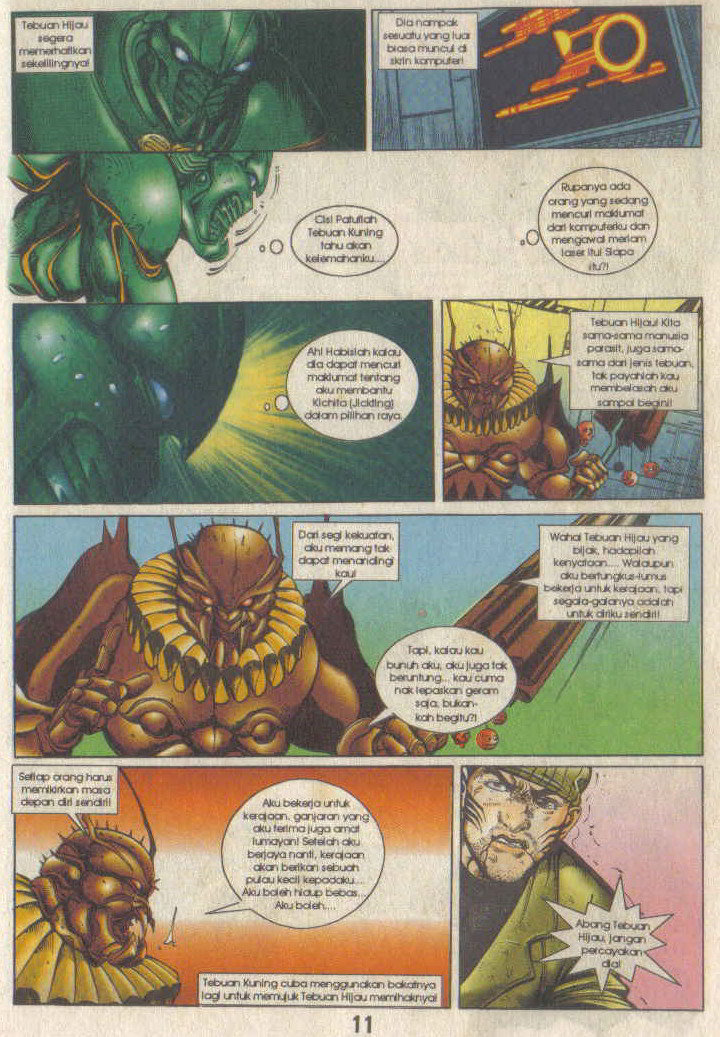 Tebuan Hijau
segera
memerhatikan
sekelilingnya!
Dia nampak
sesuatu yang luar
biasa muncul di
skrin komputer!
Cis! Patutlah
Tebuan Kuning
tahu akan
kelemahanku....
Rupanya ada
orang yang sedang
mencuri maklumat
dari komputerku dan
mengawal meriam
laser itu! Siapa
itu?!
Ah! Habislah kalau
dia dapat mencuri
maklumat tentang
aku membantu
Kichita (Jickting)
dalam pilihan raya.
Tebuan Hijau! Kita
sama-sama manusia
parasit, juga sama-
sama dari jenis tebuan,
tak payahlah kau
membelasah aku
sampai begini!
Dari segi kekuatan,
aku memang tak
dapat menandingi
kau!
Wahai Tebuan Hijau yang
bijak, hadapilah
kenyataan.... Walaupun
aku bertungkus-lumus
bekerja untuk kerajaan, tapi
segala-galanya adalah
untuk diriku sendiri!
Tapi, kalau kau
bunuh aku, aku juga tak
beruntung... kau cuma
nak lepaskan geram
saja, bukan-
kah begitu?!
Setiap orang harus
memikirkan masa
depan diri sendiri!
Aku bekerja untuk
kerajaan, ganjaran yang
aku terima juga amat
lumayan! Setelah aku
berjaya nanti, kerajaan
akan berikan sebuah
pulau kecil kepadaku...
Aku boleh hidup bebas...
Aku boleh....
Tebuan Kuning cuba menggunakan bakatnya
lagi untuk memujuk Tebuan Hijau memihaknya!
Abang Tebuan
Hijau, jangan
percayakan
dia!
11